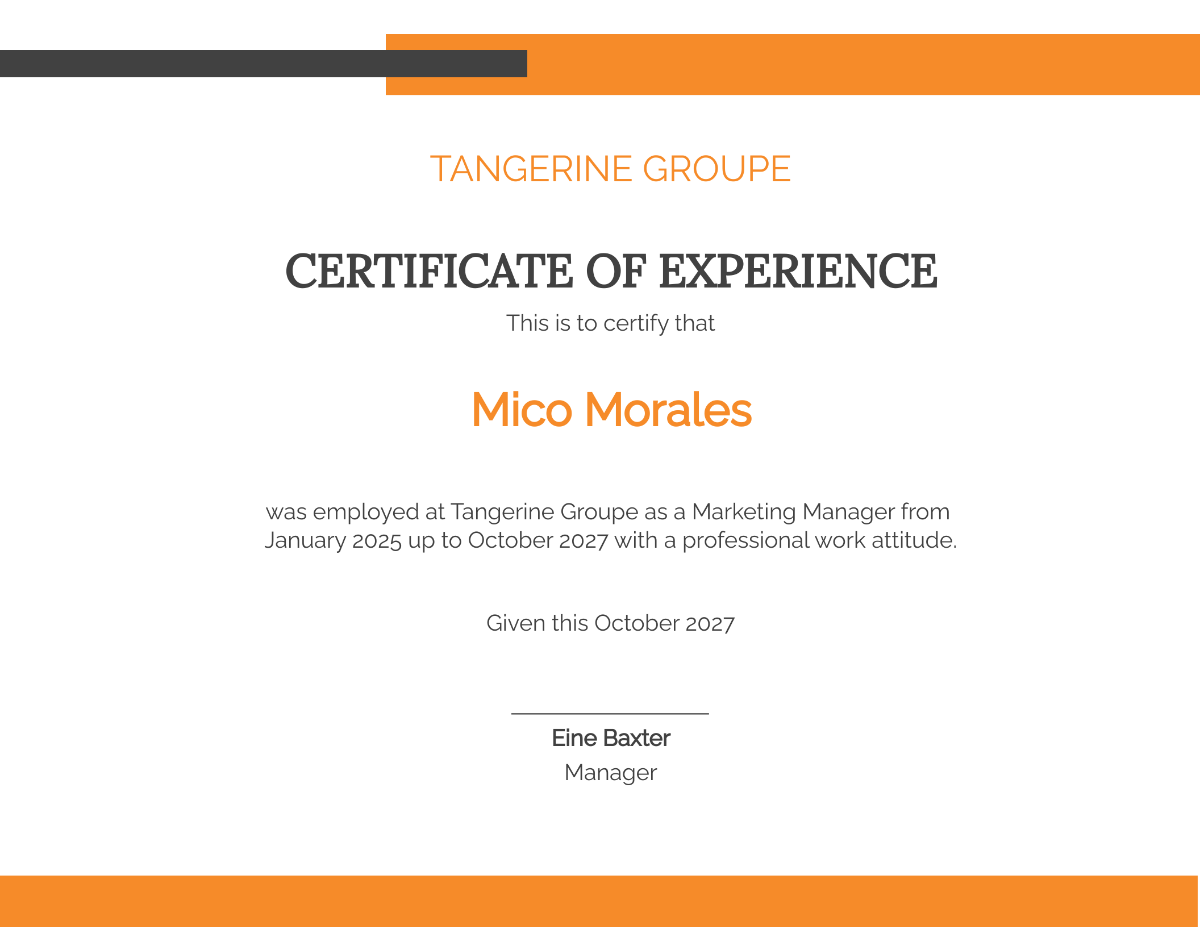 TANGERINE GROUPE
CERTIFICATE OF EXPERIENCE
This is to certify that
Mico Morales
was employed at Tangerine Groupe as a Marketing Manager from
January 2025 up to October 2027 with a professional work attitude.
Given this October 2027
Eine Baxter
Manager